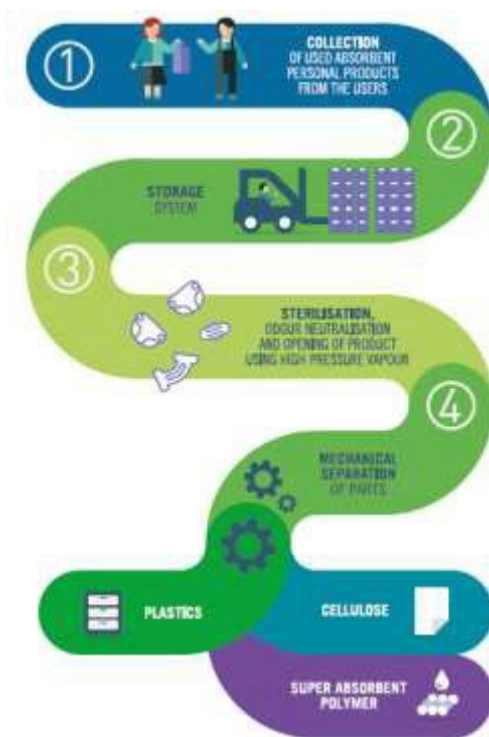 1
COLLECTION
OF USED ABSORBENT
PERSONAL PRODUCTS
FROM THE USERS
2
STORAGE
SYSTEM
3
STERILISATION,
ODOUR NEUTRALISATION
AND OPENING OF PRODUCT
USING HIGH PRESSURE VAPOUR
4
MECHANICAL
SEPARATION
OF PARTS
PLASTICS
CELLULOSE
SUPER ABSORBENT
POLYMER